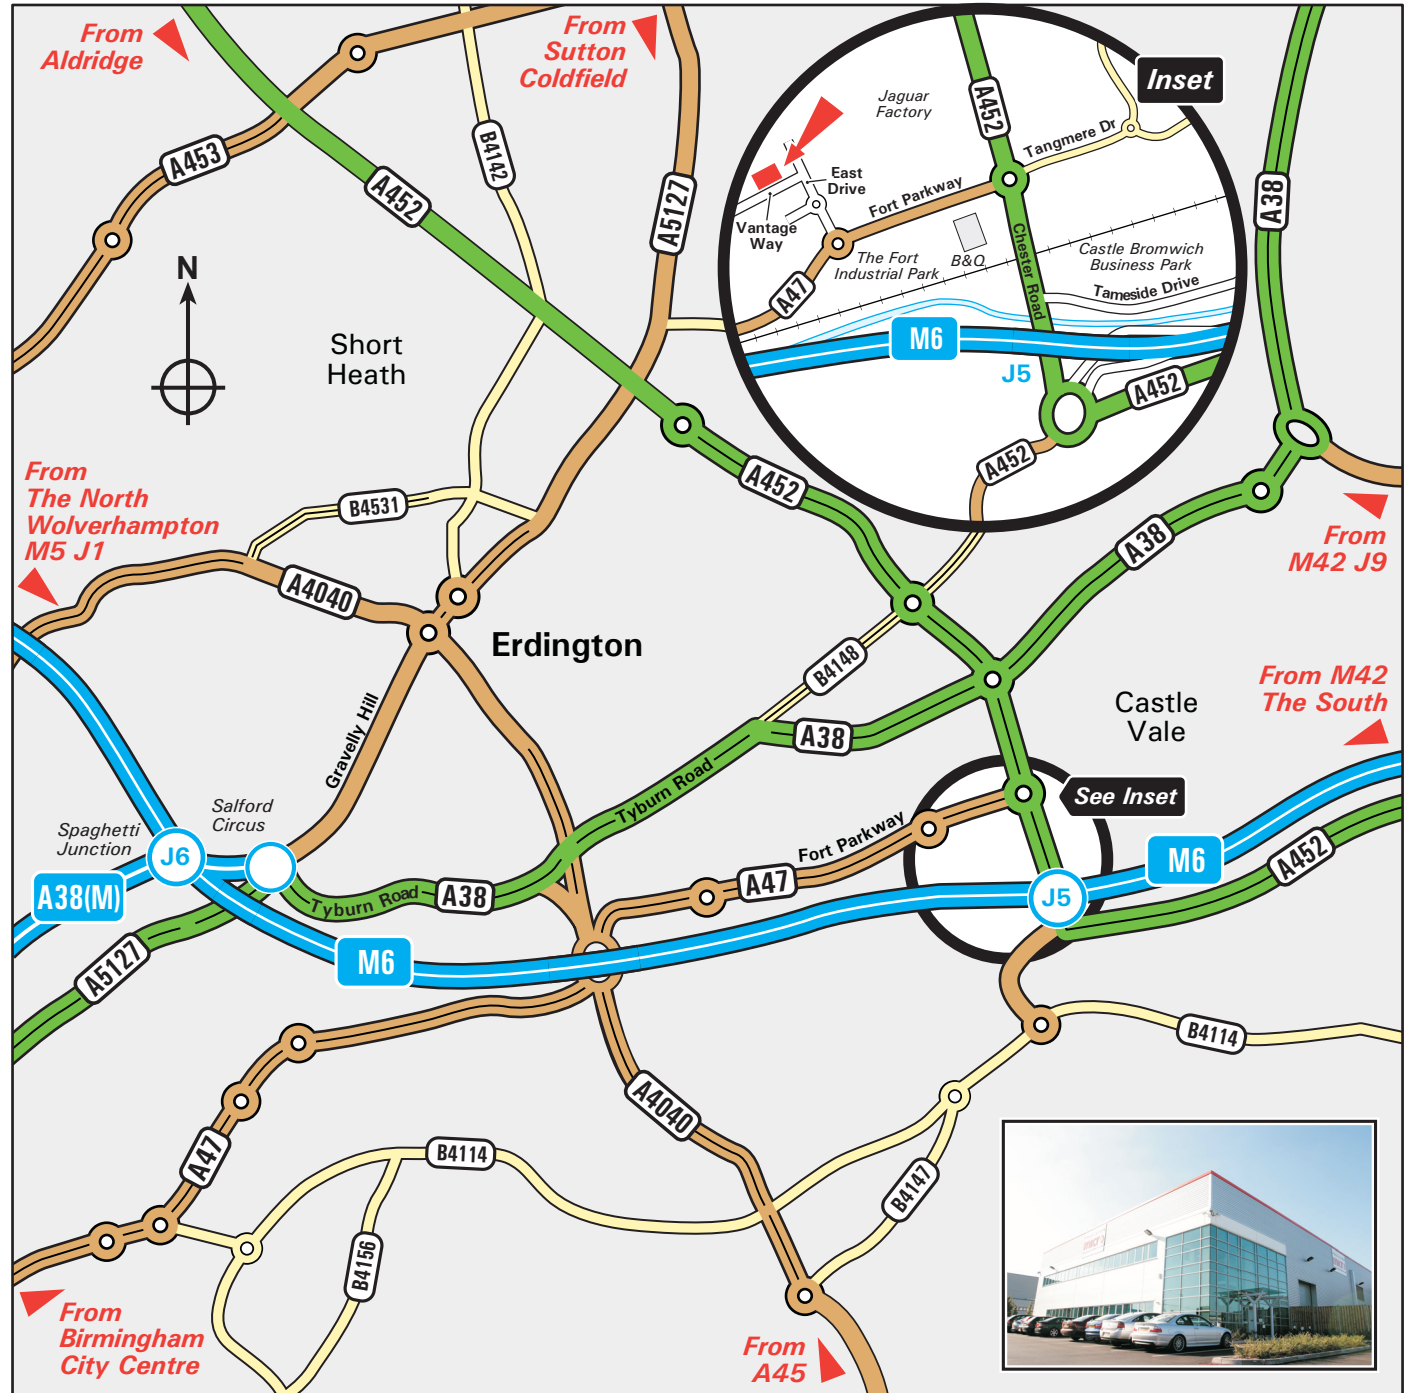 From
Aldridge
From
Sutton
Coldfield
Inset
A453
A452
B4142
A5127
A38
N
Short
Heath
Jaguar
Factory
A452
Tangmere Dr
East
Drive
Fort Parkway
Vantage
Way
The Fort
Industrial Park
B&Q
Chester Road
Castle Bromwich
Business Park
Tameside Drive
A47
M6
J5
A452
A452
From
The North
Wolverhampton
M5 J1
B4531
A452
A38
From
M42 J9
A4040
Erdington
B4148
From M42
The South
Castle
Vale
Gravelly Hill
A38
Tyburn Road
See Inset
Salford
Circus
Spaghetti
Junction
J6
A38(M)
Tyburn Road
A38
A47
Fort Parkway
M6
A452
J5
A5127
M6
B4114
A4040
A47
B4114
B4147
B4156
From
Birmingham
City Centre
From
A45